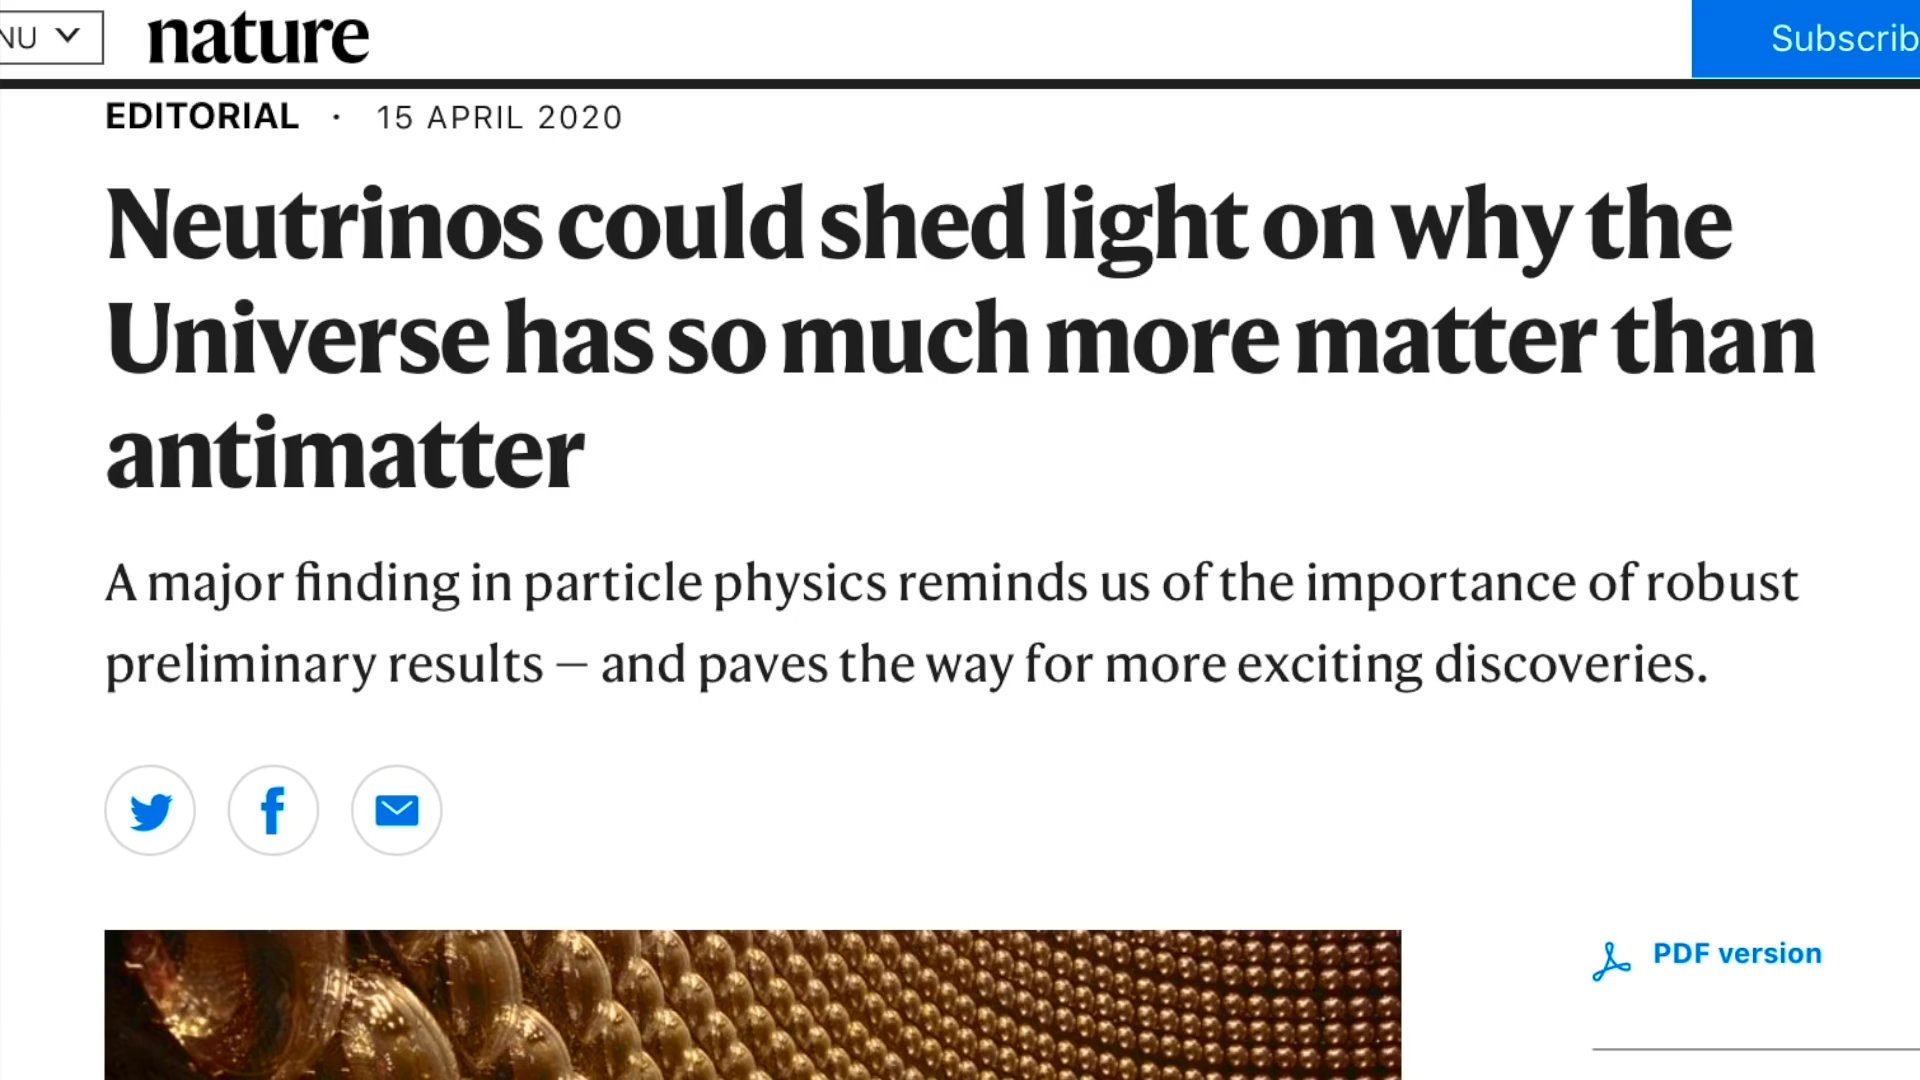 NU
nature
Subscrib
EDITORIAL · 15 APRIL 2020
Neutrinos could shed light on why the
Universe has so much more matter than
antimatter
A major finding in particle physics reminds us of the importance of robust
preliminary results — and paves the way for more exciting discoveries.
PDF version